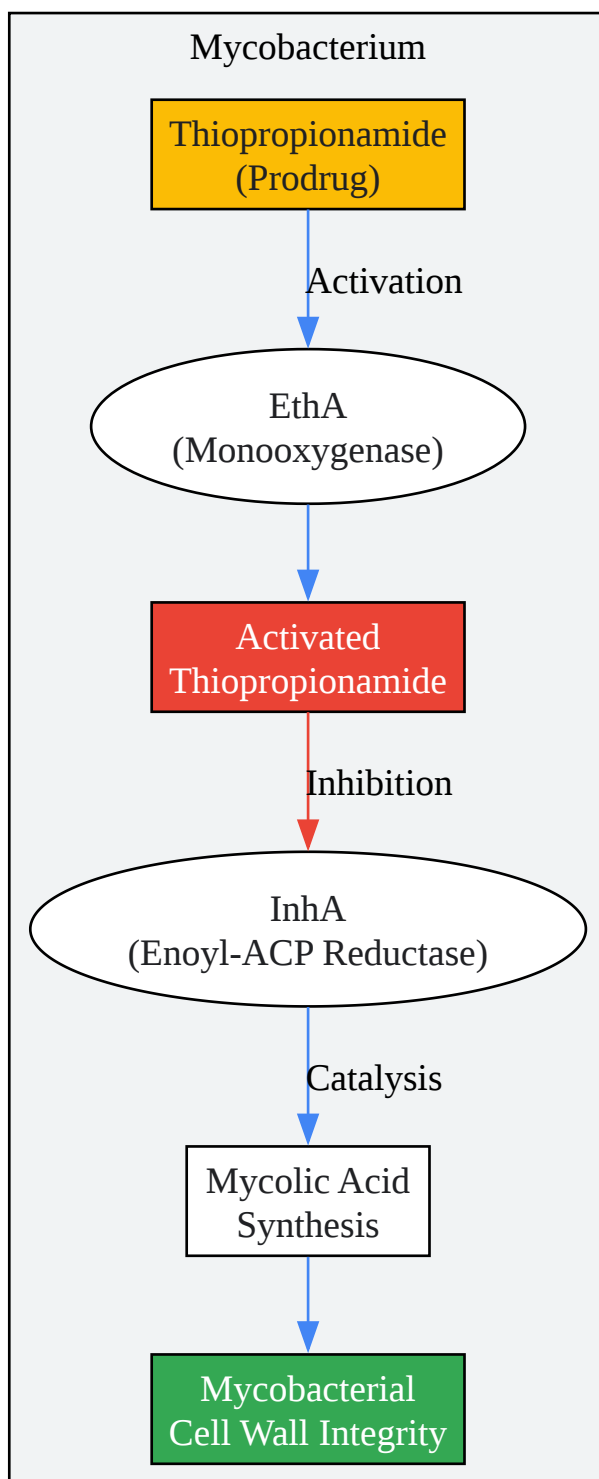 Mycobacterium
Thiopropionamide
(Prodrug)
Activation
EthA
(Monooxygenase)
Activated
Thiopropionamide
Inhibition
InhA
(Enoyl-ACP Reductase)
Catalysis
Mycolic Acid
Synthesis
Mycobacterial
Cell Wall Integrity